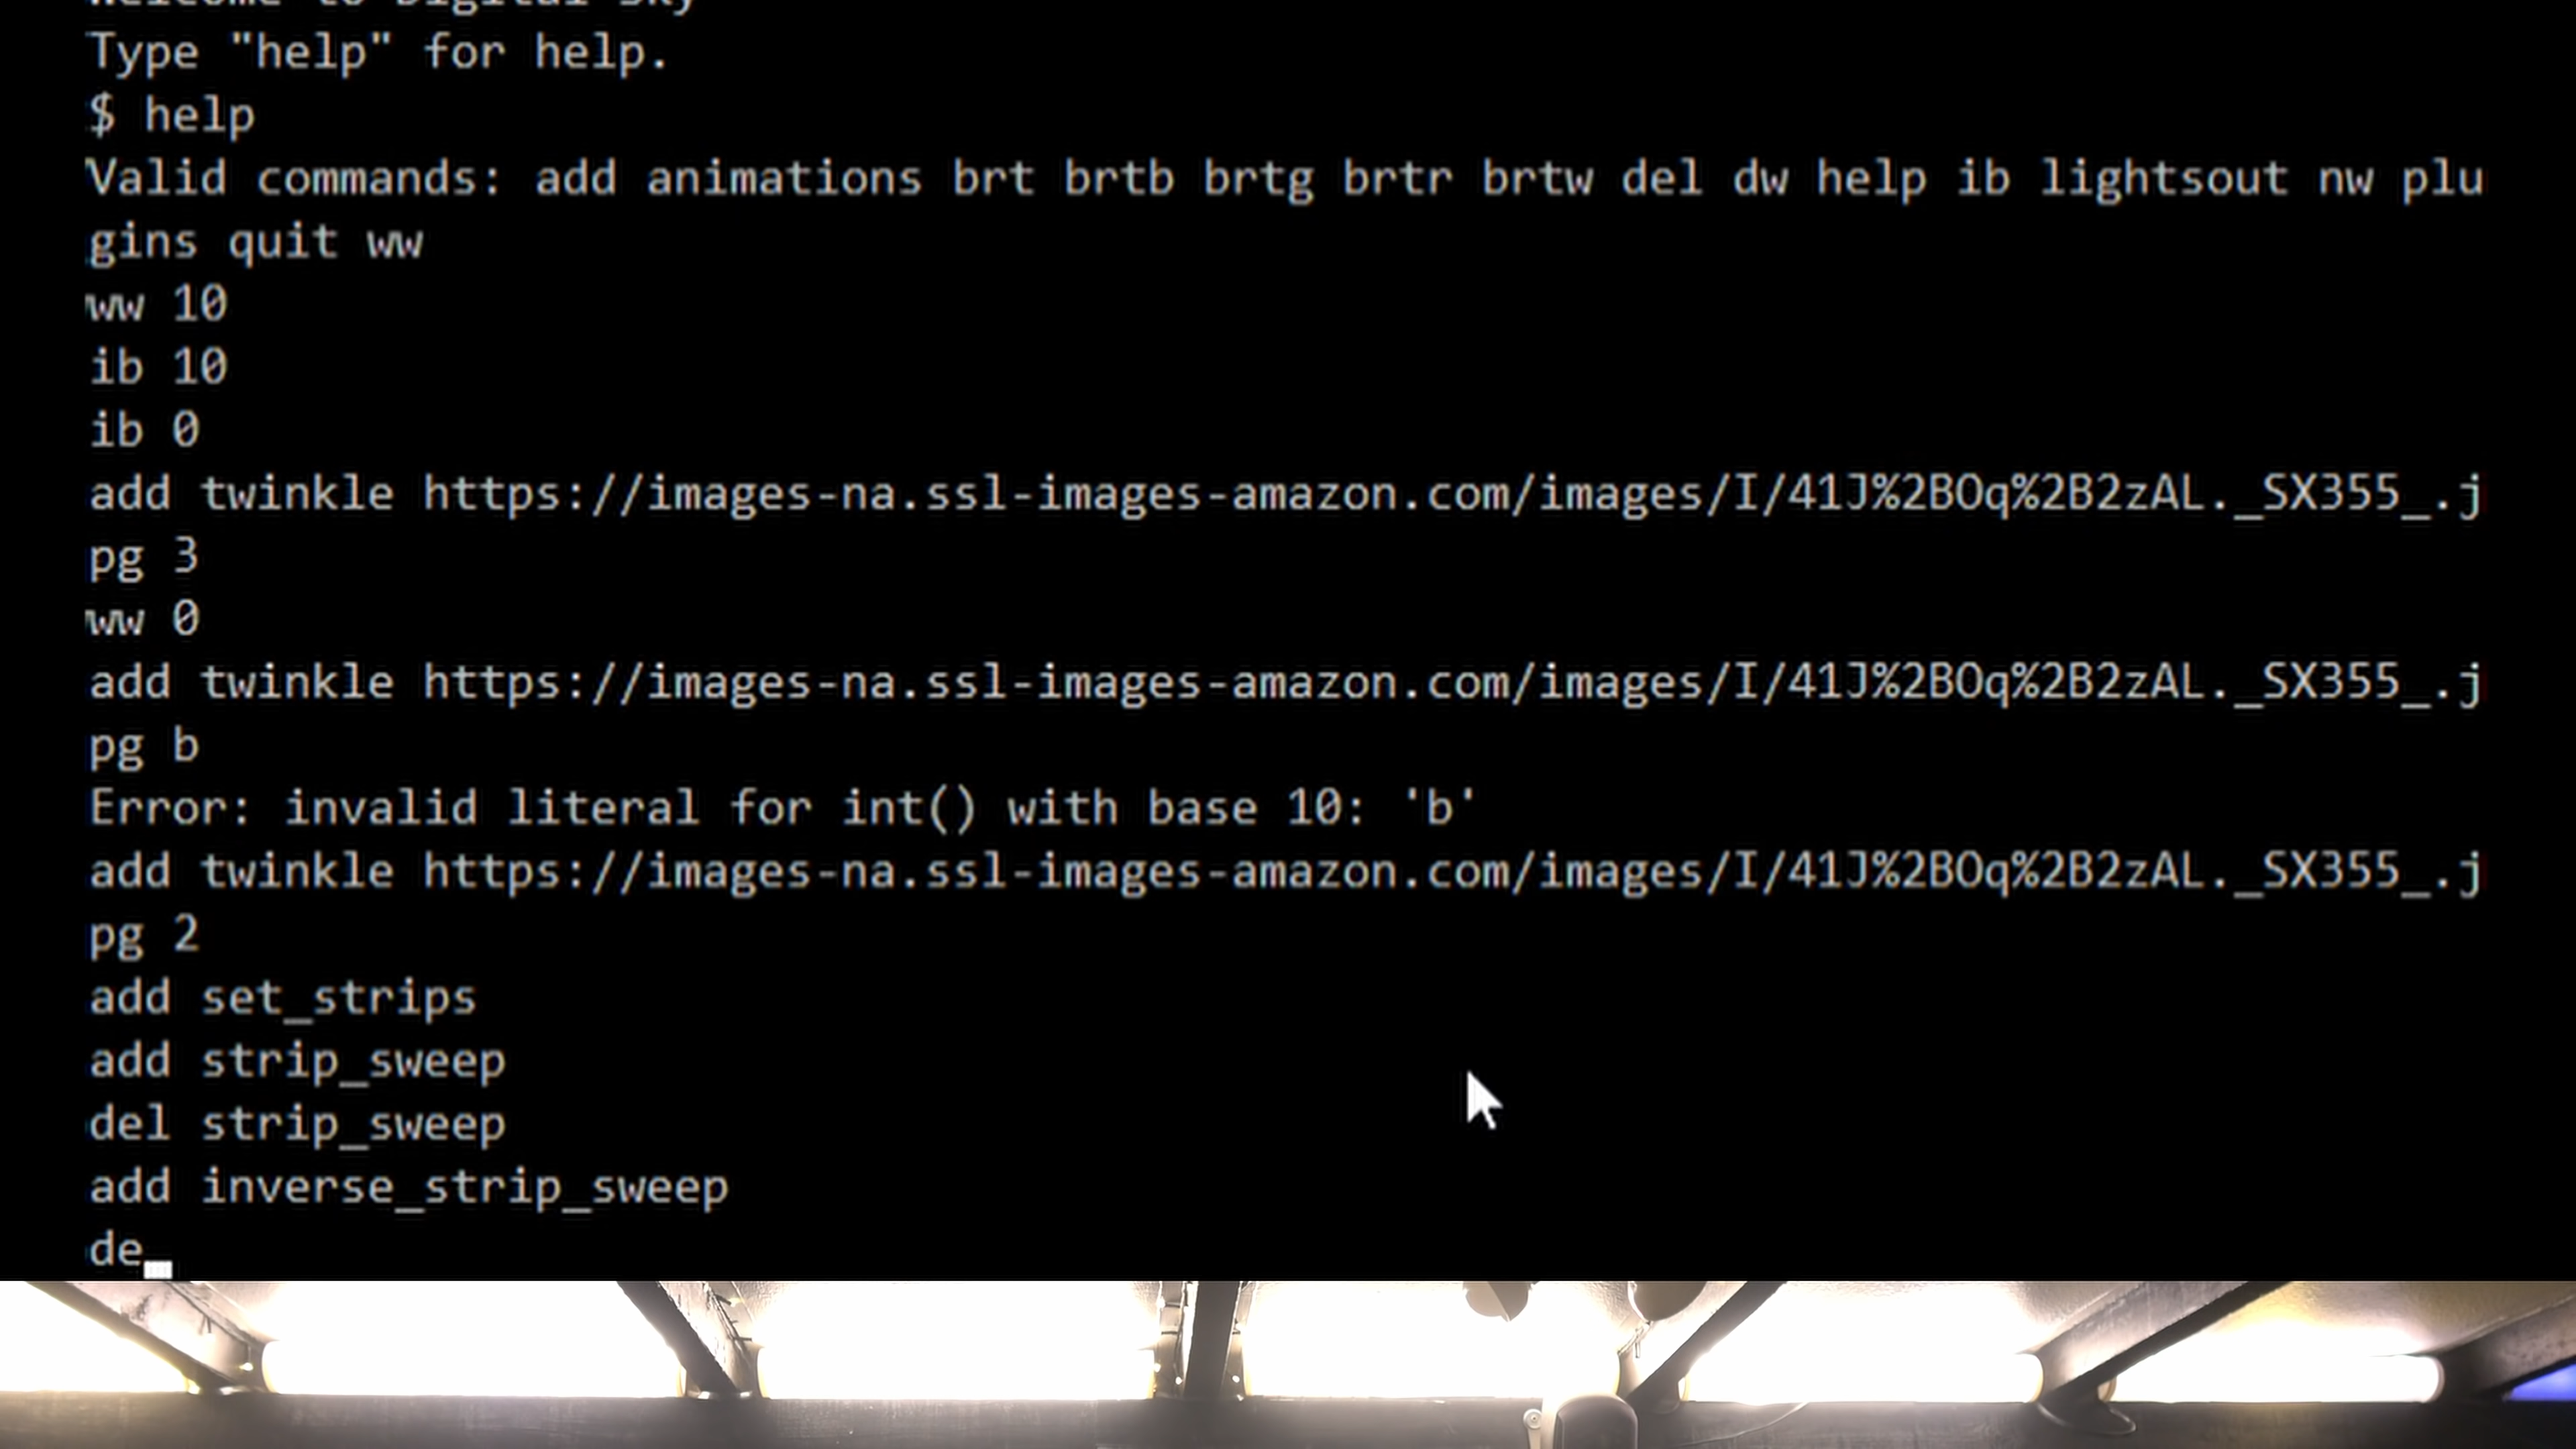 Welcome to Digital Sky
Type "help" for help.
$ help
Valid commands: add animations brt brtb brtg brtr brtw del dw help ib lightsout nw plu
gins quit ww
ww 10
ib 10
ib 0
add twinkle https://images-na.ssl-images-amazon.com/images/I/41J%2BOq%2B2zAL._SX355_.j
pg 3
ww 0
add twinkle https://images-na.ssl-images-amazon.com/images/I/41J%2BOq%2B2zAL._SX355_.j
pg b
Error: invalid literal for int() with base 10: 'b'
add twinkle https://images-na.ssl-images-amazon.com/images/I/41J%2BOq%2B2zAL._SX355_.j
pg 2
add set_strips
add strip_sweep
del strip_sweep
add inverse_strip_sweep
de